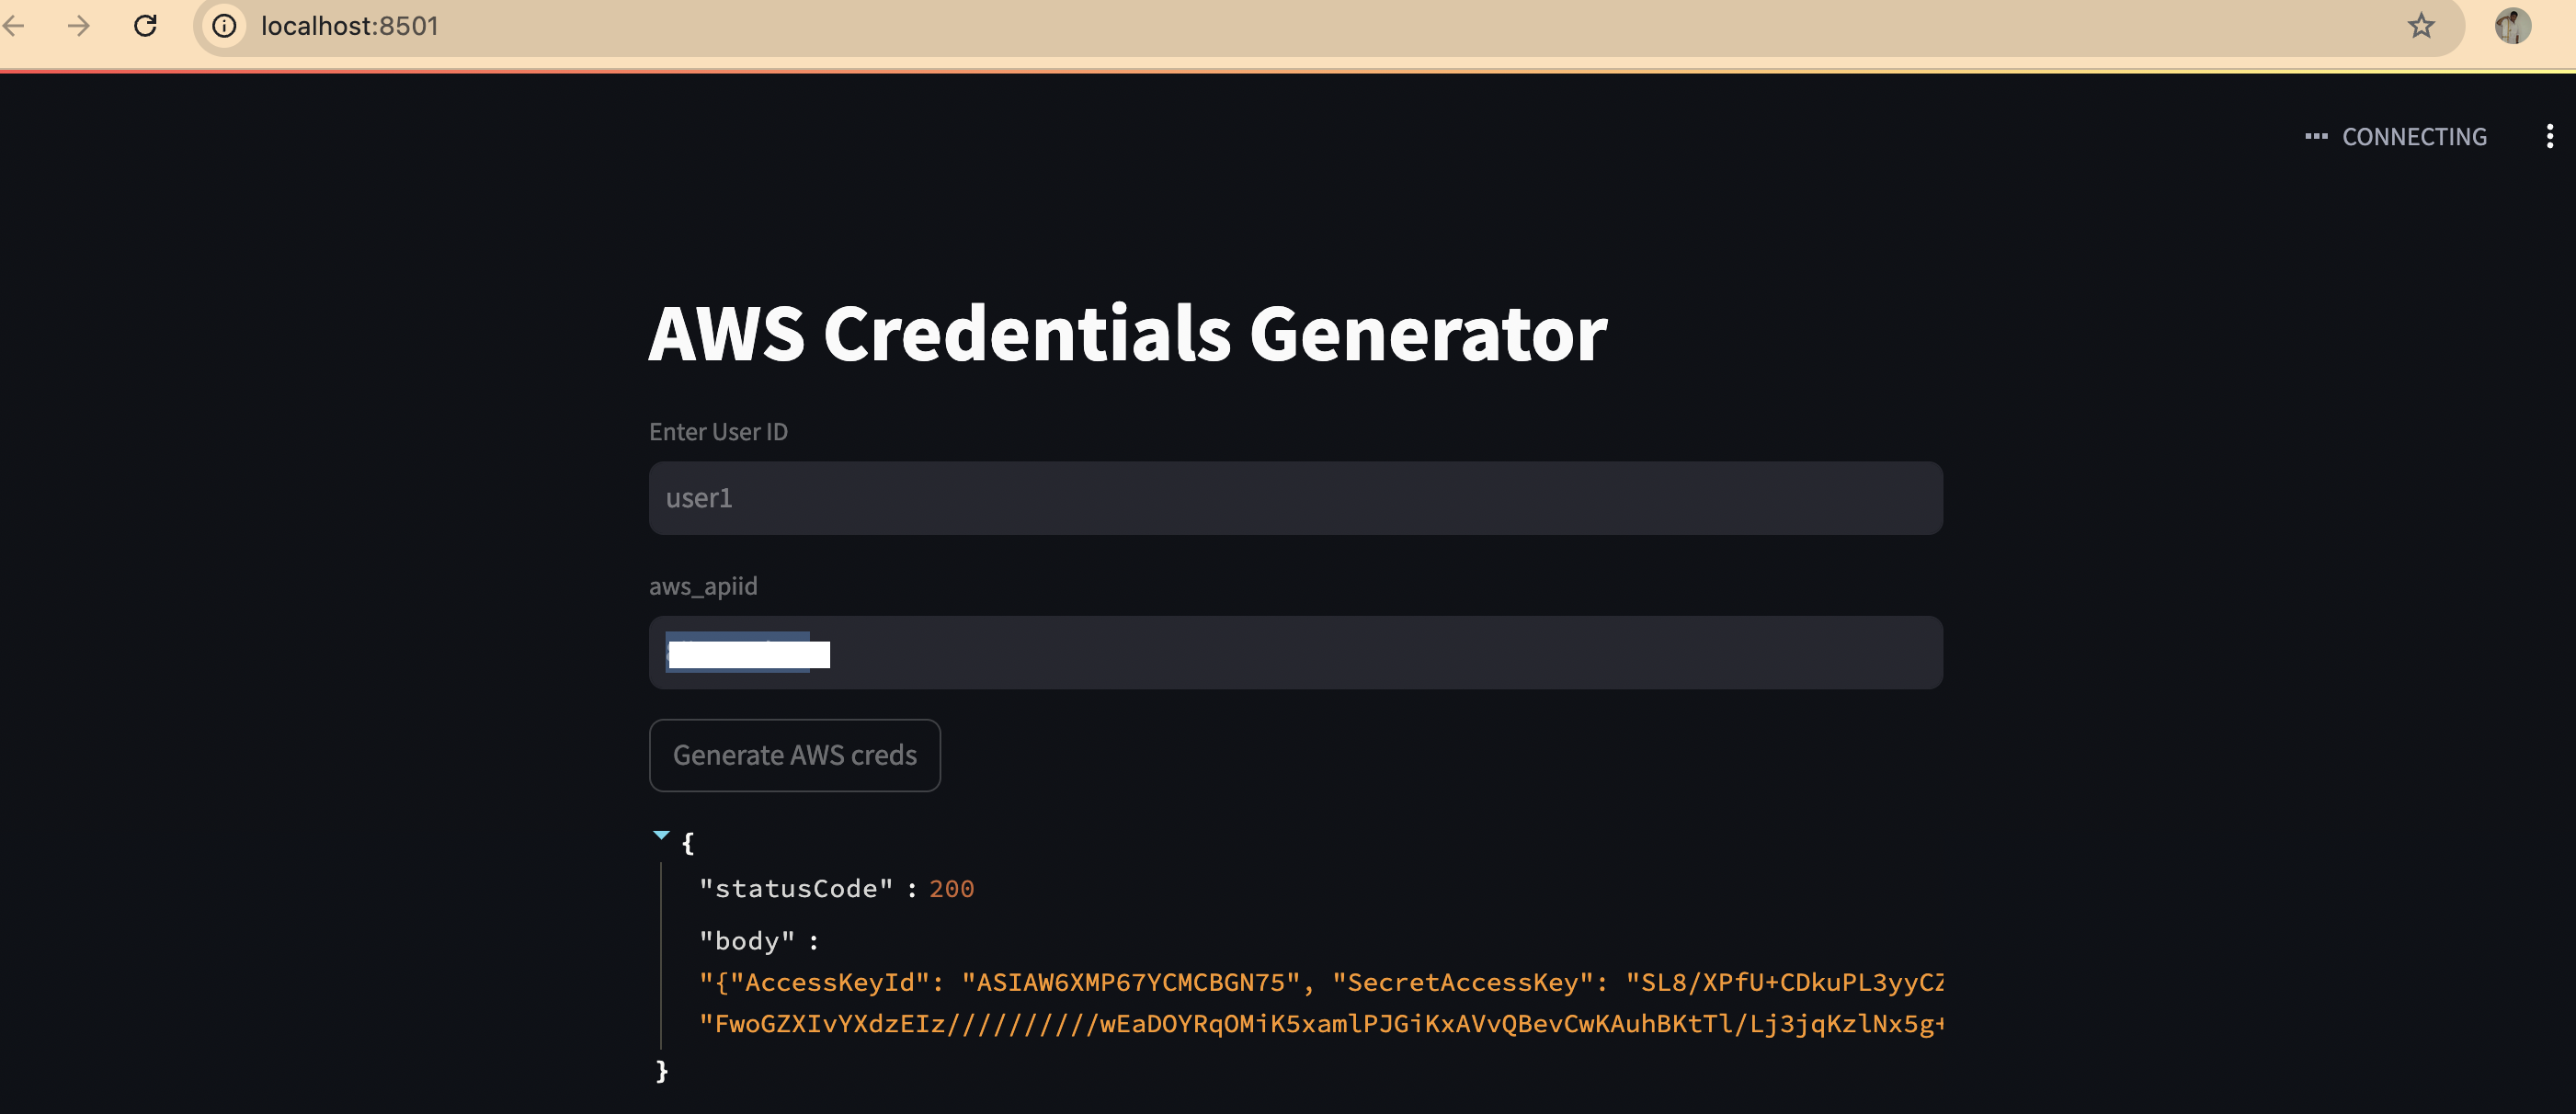 localhost:8501
CONNECTING
AWS Credentials Generator
Enter User ID
user1
aws_apiid
Generate AWS creds
{
"statusCode" : 200
"body" :
"{"AccessKeyId": "ASIAW6XMP67YCMCBGN75", "SecretAccessKey": "SL8/XPfU+CDkuPL3yyCZ
"FwoGZXIvYXdzEIz//////////wEaDOYRqOMiK5xamlPJGiKxAVvQBevCwKAuhBKtTl/Lj3jqKzlNx5g+
}